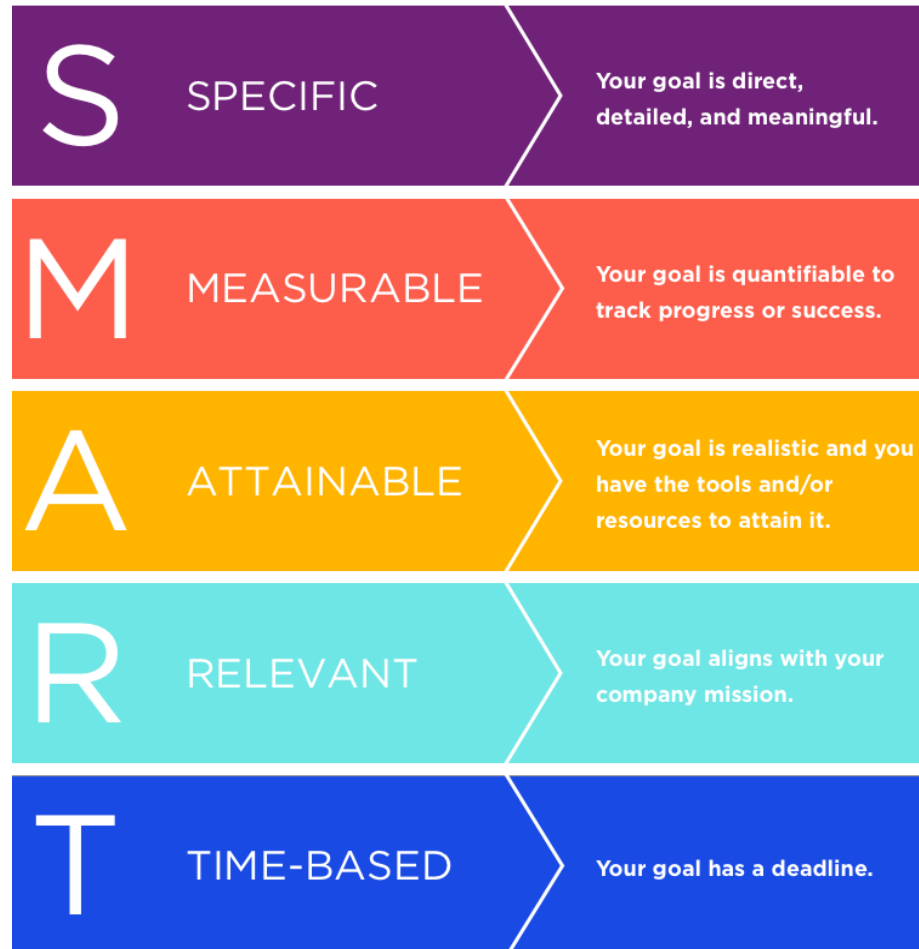 S SPECIFIC
Your goal is direct,
detailed, and meaningful.
M MEASURABLE
Your goal is quantifiable to
track progress or success.
A ATTAINABLE
Your goal is realistic and you
have the tools and/or
resources to attain it.
R RELEVANT
Your goal aligns with your
company mission.
T TIME-BASED
Your goal has a deadline.